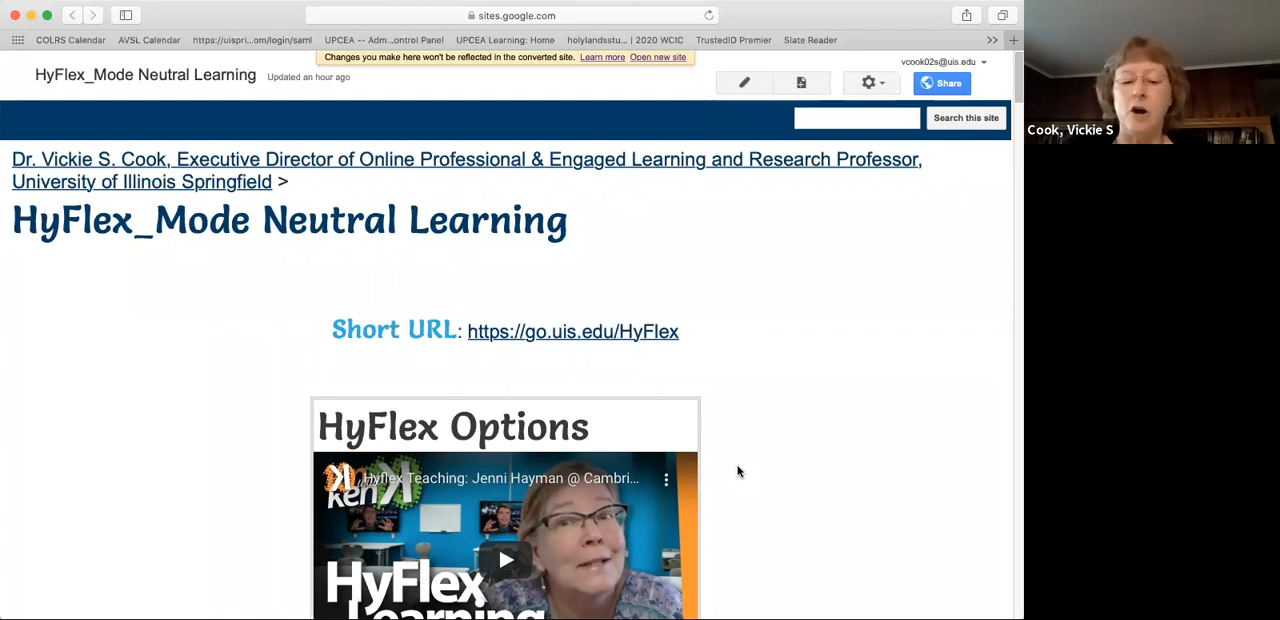 sites.google.com
COLRS Calendar AVSL Calendar https://uispri...om/login/saml UPCEA -- Adm...ontrol Panel UPCEA Learning: Home holylandsstu... | 2020 WCIC TrustedID Premier Slate Reader
Changes you make here won't be reflected in the converted site. Learn more Open new site
HyFlex_Mode Neutral Learning Updated an hour ago
vcook02s@uis.edu
Share
Search this site
Cook, Vickie S
Dr. Vickie S. Cook, Executive Director of Online Professional & Engaged Learning and Research Professor,
University of Illinois Springfield >
HyFlex_Mode Neutral Learning
Short URL: https://go.uis.edu/HyFlex
HyFlex Options
Hyflex Teaching: Jenni Hayman @ Cambri...
ken
HyFlex
Learning